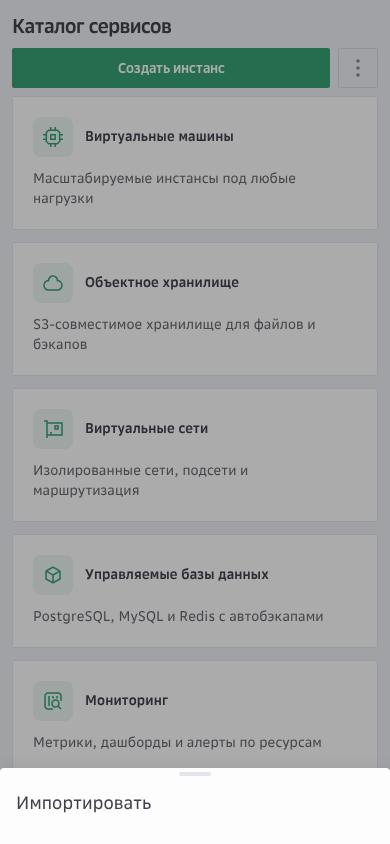 Каталог сервисов
Создать инстанс
Виртуальные машины
Масштабируемые инстансы под любые
нагрузки
Объектное хранилище
S3-совместимое хранилище для файлов и
бэкапов
Виртуальные сети
Изолированные сети, подсети и
маршрутизация
Управляемые базы данных
PostgreSQL, MySQL и Redis с автобэкапами
Мониторинг
Метрики, дашборды и алерты по ресурсам
Импортировать